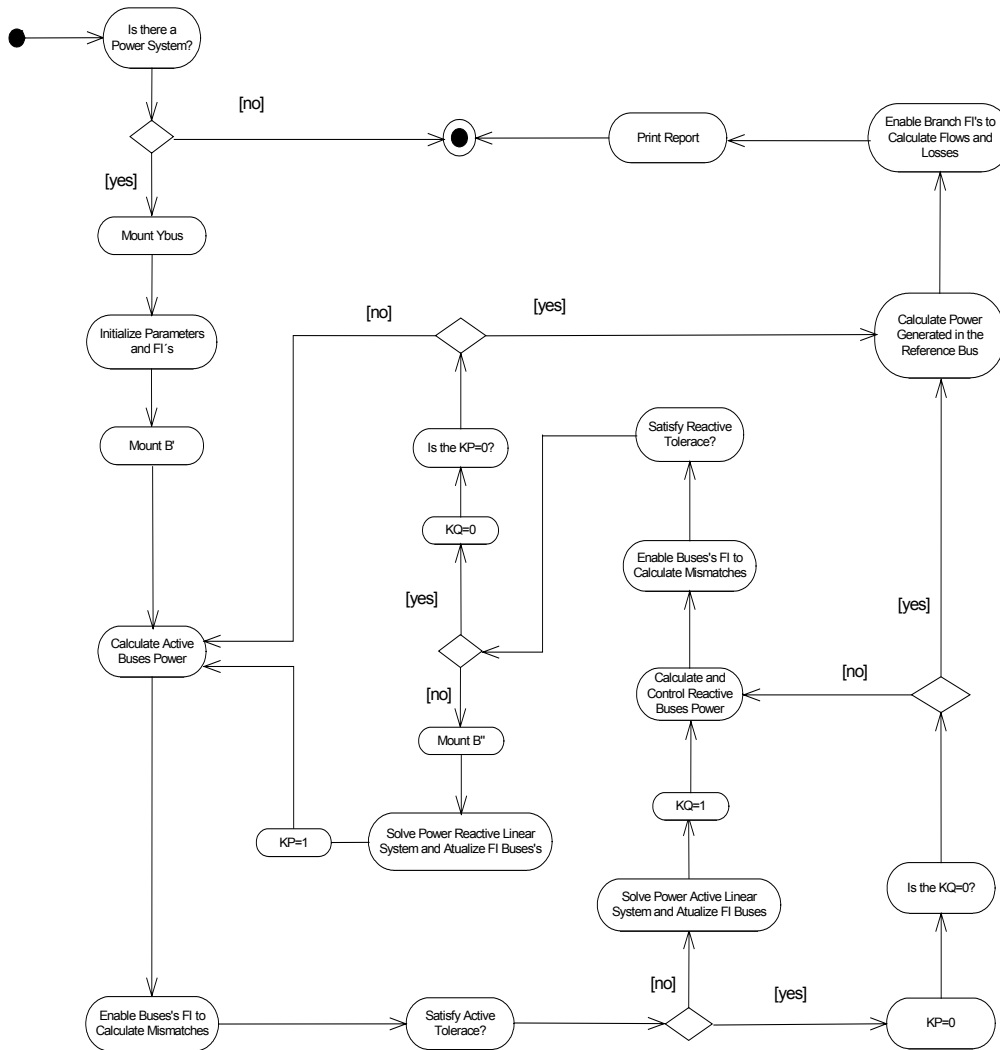 Is there a
Power System?
[no]
[yes]
Print Report
Enable Branch FI's to
Calculate Flows and
Losses
Mount Ybus
Initialize Parameters
and FI´s
Mount B'
[no]
[yes]
Calculate Power
Generated in the
Reference Bus
Is the KP=0?
Satisfy Reactive
Tolerace?
KQ=0
Enable Buses's FI to
Calculate Mismatches
[yes]
[yes]
Calculate Active
Buses Power
[no]
Calculate and
Control Reactive
Buses Power
[no]
Mount B"
KQ=1
KP=1
Solve Power Reactive Linear
System and Atualize FI Buses's
Solve Power Active Linear
System and Atualize FI Buses
Is the KQ=0?
[no]
[yes]
Enable Buses's FI to
Calculate Mismatches
Satisfy Active
Tolerace?
KP=0